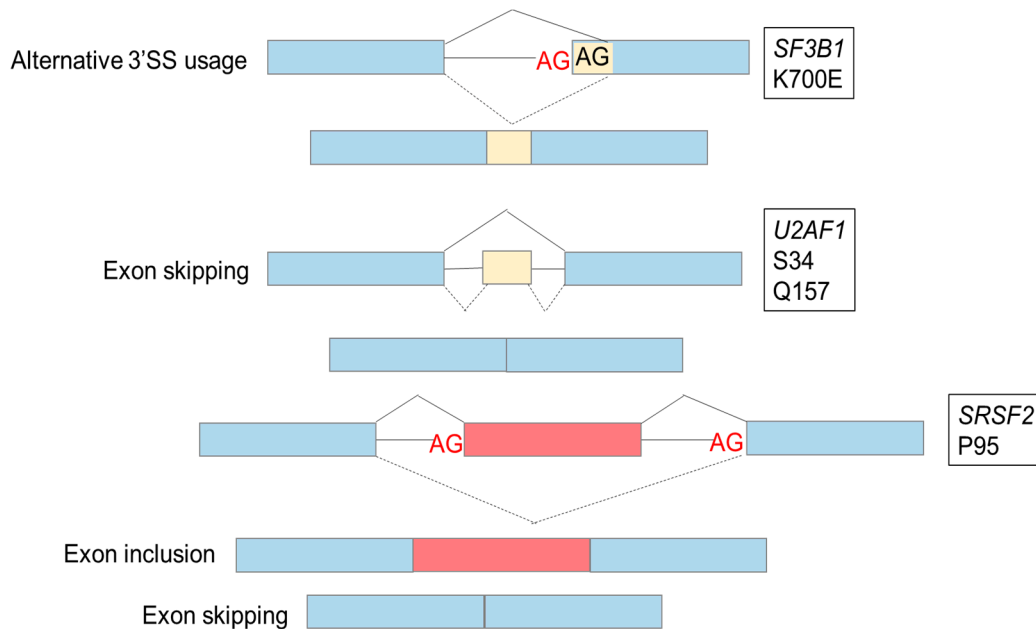 Alternative 3'SS usage
AG AG
SF3B1
K700E
Exon skipping
U2AF1
S34
Q157
AG
AG
SRSF2
P95
Exon inclusion
Exon skipping